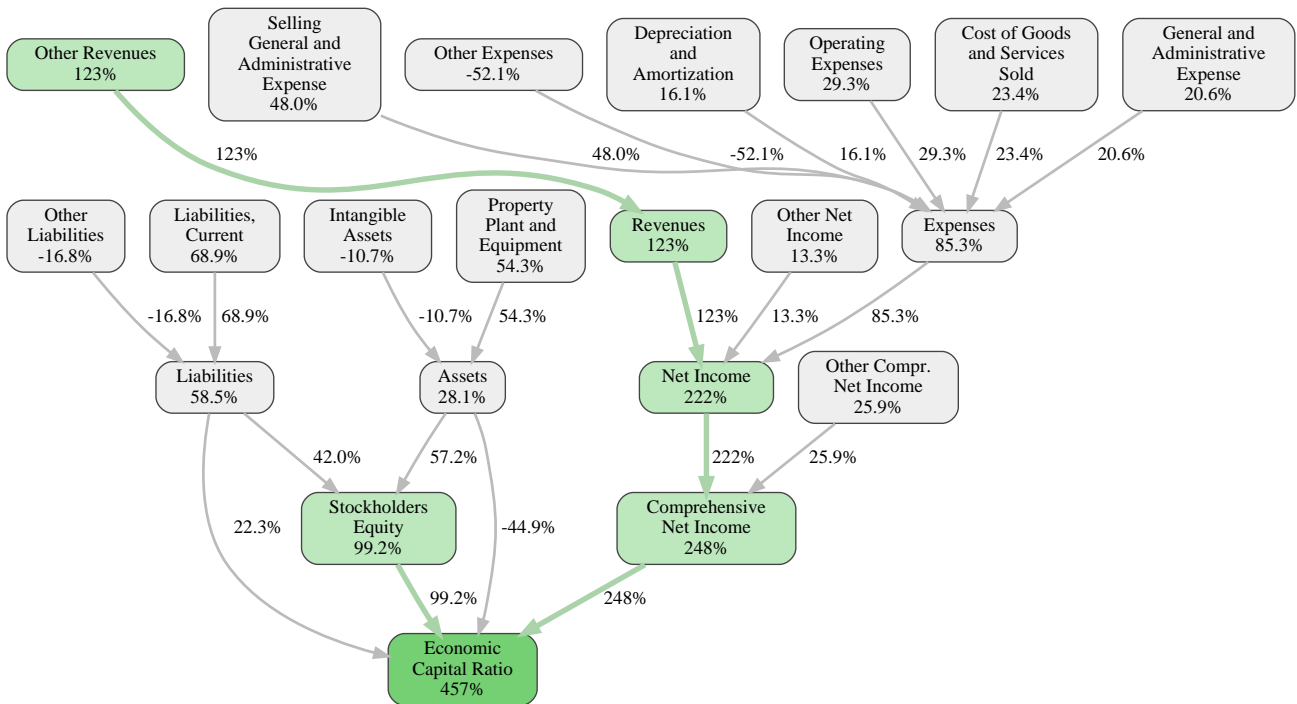 Other Revenues
123%
Selling
General and
Administrative
Expense
48.0%
Other Expenses
-52.1%
Depreciation
and
Amortization
16.1%
Operating
Expenses
29.3%
Cost of Goods
and Services
Sold
23.4%
General and
Administrative
Expense
20.6%
123%
48.0%
-52.1%
16.1%
29.3%
23.4%
20.6%
Other
Liabilities
-16.8%
Liabilities,
Current
68.9%
Intangible
Assets
-10.7%
Property
Plant and
Equipment
54.3%
Revenues
123%
Other Net
Income
13.3%
Expenses
85.3%
-16.8%
68.9%
-10.7%
54.3%
123%
13.3%
85.3%
Liabilities
58.5%
Assets
28.1%
Net Income
222%
Other Compr.
Net Income
25.9%
42.0%
57.2%
222%
25.9%
Stockholders
Equity
99.2%
Comprehensive
Net Income
248%
22.3%
-44.9%
99.2%
248%
Economic
Capital Ratio
457%